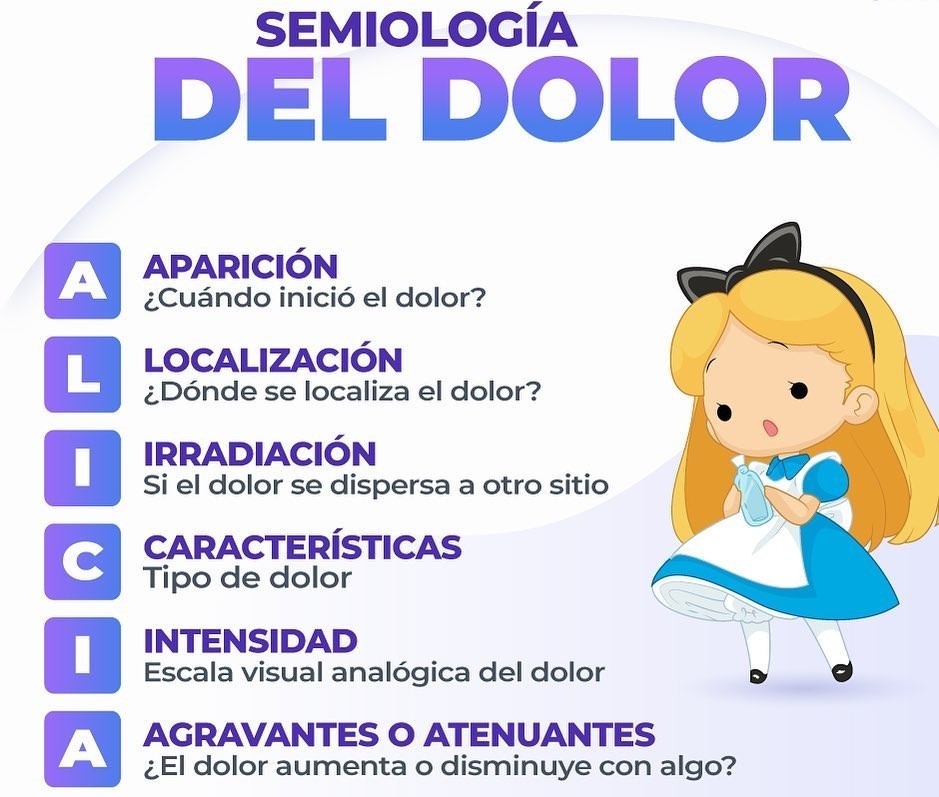 SEMIOLOGÍA
DEL DOLOR
A
APARICIÓN
¿Cuándo inició el dolor?
L
LOCALIZACIÓN
¿Dónde se localiza el dolor?
I
IRRADIACIÓN
Si el dolor se dispersa a otro sitio
C
CARACTERÍSTICAS
Tipo de dolor
I
INTENSIDAD
Escala visual analógica del dolor
A
AGRAVANTES O ATENUANTES
¿El dolor aumenta o disminuye con algo?